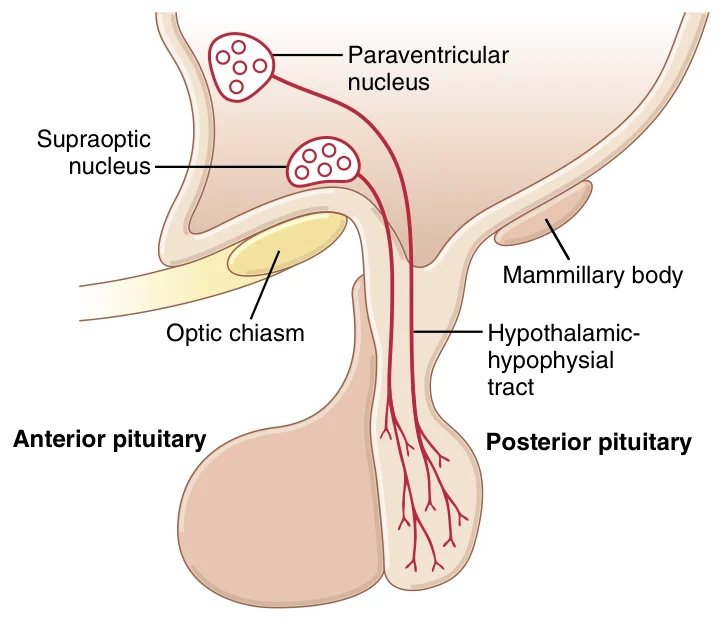 Paraventricular
nucleus
Supraoptic
nucleus
Mammillary body
Optic chiasm
Hypothalamic-
hypophysial
tract
Anterior pituitary
Posterior pituitary